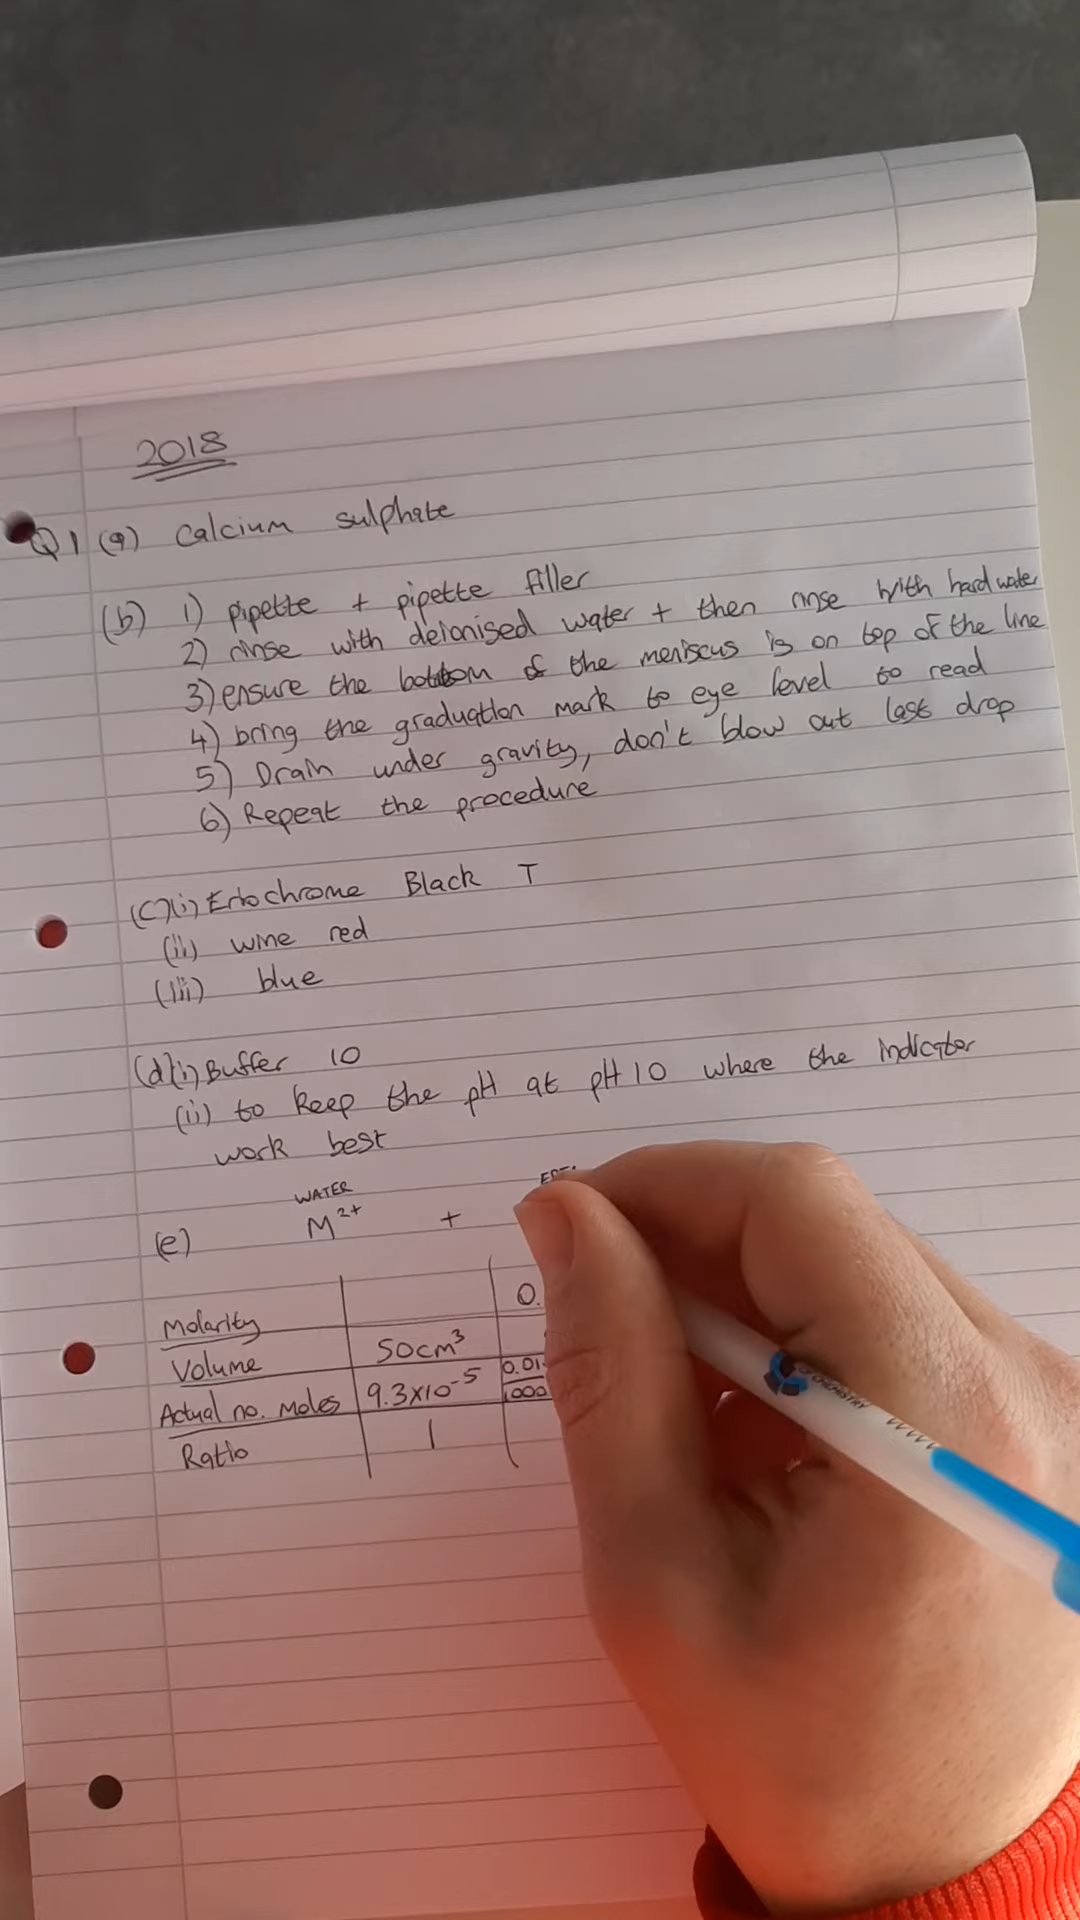 2018
Q1 (a) Calcium sulphate
(b) 1) pipette + pipette filler
2) rinse with deionised water + then rinse with hard water
3) ensure the bottom of the meniscus is on top of the line
4) bring the graduation mark to eye level to read
5) Drain under gravity, don't blow out last drop
6) Repeat the procedure
(c)(i) Eriochrome Black T
(ii) wine red
(iii) blue
(d)(i) Buffer 10
(ii) to keep the pH at pH 10 where the indicator
work best
WATER
(e) M²⁺ +
Molarity 0.
Volume 50cm³
Actual no. moles 9.3x10⁻⁵ 0.01
1000
Ratio 1